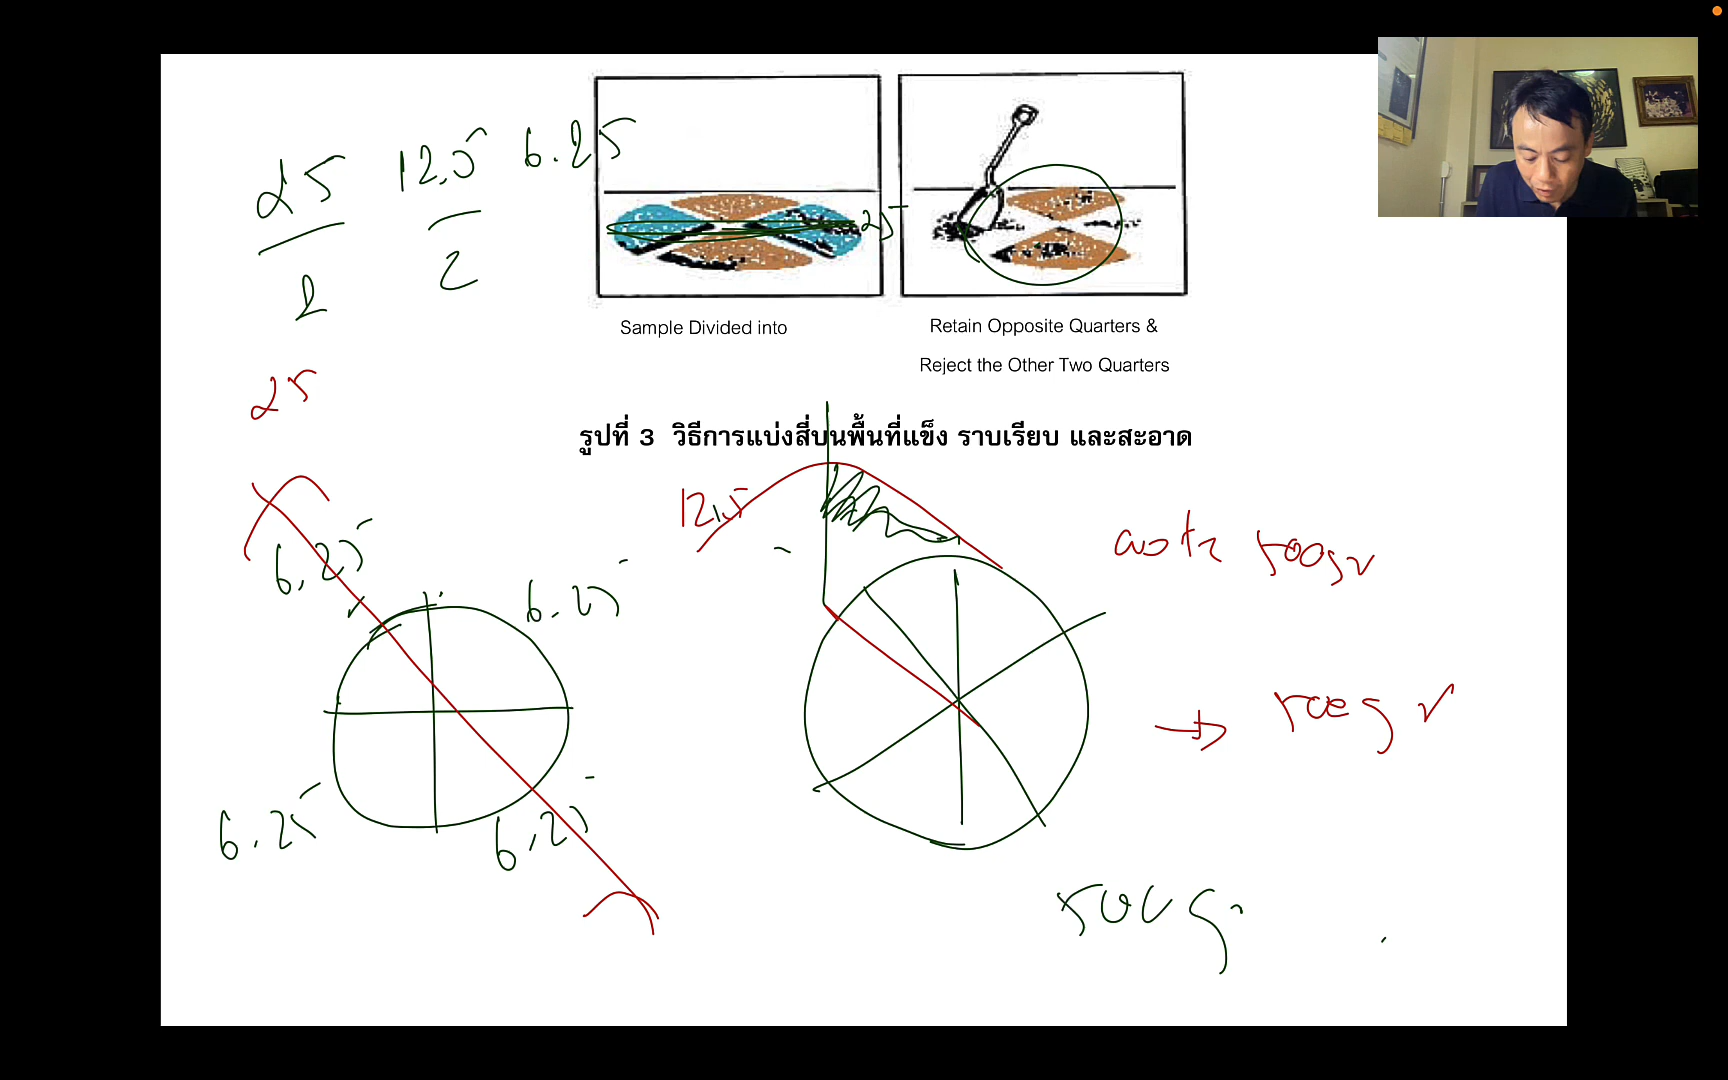 25 12.5 6.25
2 2
25
Sample Divided into
Retain Opposite Quarters &
Reject the Other Two Quarters
25
รูปที่ 3 วิธีการแบ่งสี่บนพื้นที่แข็ง ราบเรียบ และสะอาด
12.5
6.25
6.25
500g
6.25
6.25
500 g